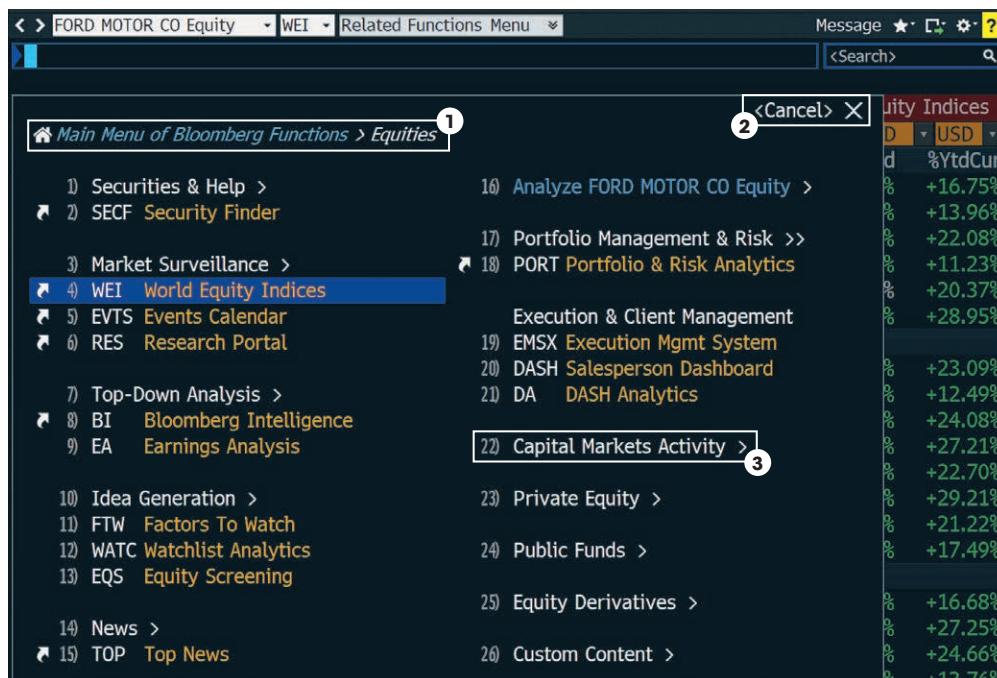 < > FORD MOTOR CO Equity WEI Related Functions Menu Message ?
<Search>
<Cancel> X
2
Main Menu of Bloomberg Functions > Equities
1
1) Securities & Help >
2) SECF Security Finder
3) Market Surveillance >
4) WEI World Equity Indices
5) EVTS Events Calendar
6) RES Research Portal
7) Top-Down Analysis >
8) BI Bloomberg Intelligence
9) EA Earnings Analysis
10) Idea Generation >
11) FTW Factors To Watch
12) WATC Watchlist Analytics
13) EQS Equity Screening
14) News >
15) TOP Top News
16) Analyze FORD MOTOR CO Equity >
17) Portfolio Management & Risk >>
18) PORT Portfolio & Risk Analytics
Execution & Client Management
19) EMSX Execution Mgmt System
20) DASH Salesperson Dashboard
21) DA DASH Analytics
22) Capital Markets Activity >
3
23) Private Equity >
24) Public Funds >
25) Equity Derivatives >
26) Custom Content >
uity Indices
D USD
d %YtdCur
% +16.75%
% +13.96%
% +22.08%
% +11.23%
% +20.37%
% +28.95%
% +23.09%
% +12.49%
% +24.08%
% +27.21%
% +22.70%
% +29.21%
% +21.22%
% +17.49%
% +16.68%
% +27.25%
% +24.66%